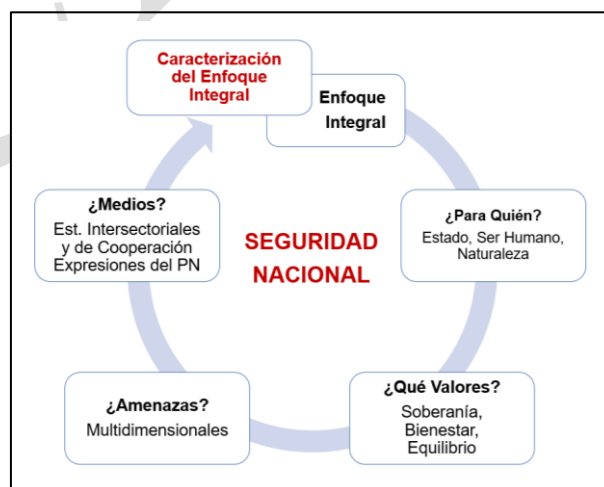 Caracterización
del Enfoque
Integral
Enfoque
Integral
¿Para Quién?
Estado, Ser Humano,
Naturaleza
¿Qué Valores?
Soberanía,
Bienestar,
Equilibrio
¿Amenazas?
Multidimensionales
¿Medios?
Est. Intersectoriales
y de Cooperación
Expresiones del PN
SEGURIDAD
NACIONAL